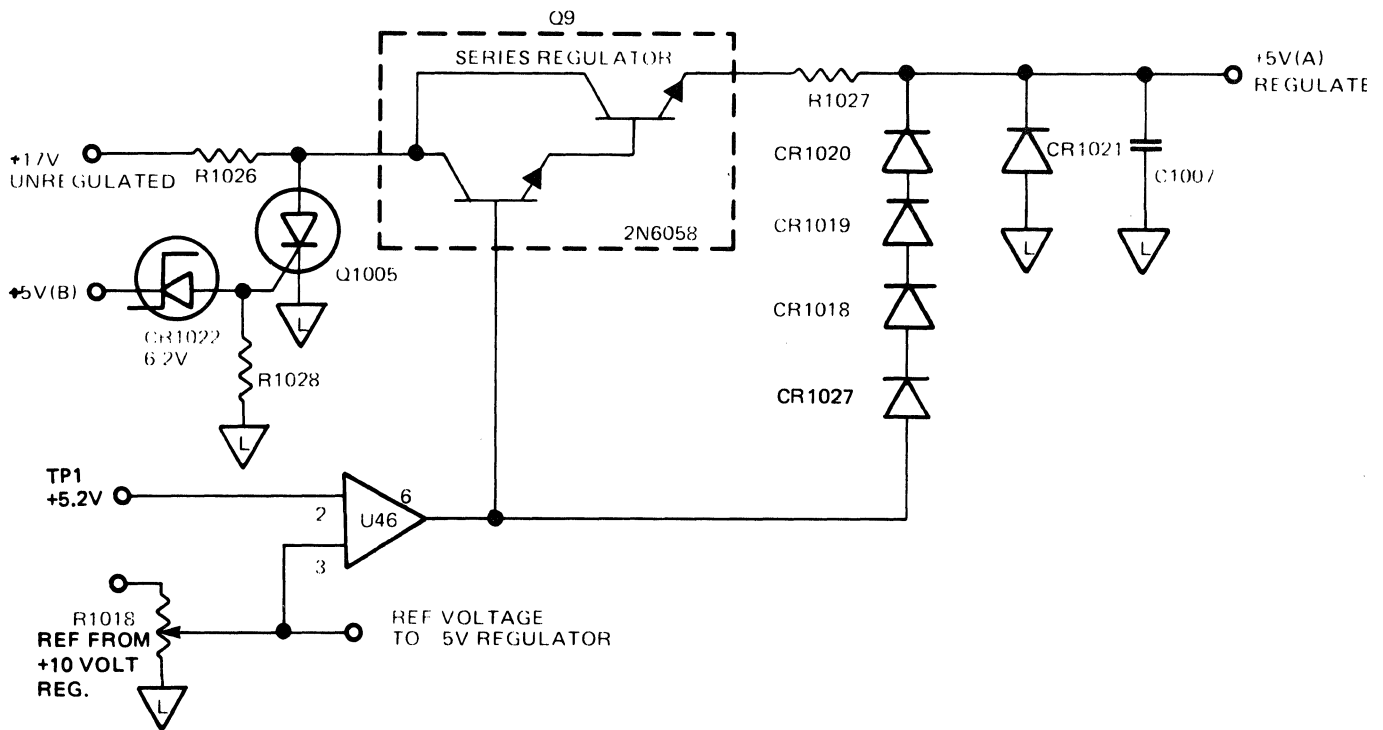 Q9
SERIES REGULATOR
+5V(A)
REGULATE
R1027
+17V
UNREGULATED
R1026
CR1020
CR1021
C1007
CR1019
2N6058
Q1005
+5V(B)
CR1022
6.2V
L
L
L
CR1018
R1028
CR1027
L
TP1
+5.2V
6
2
U46
3
R1018
REF FROM
+10 VOLT
REG.
REF VOLTAGE
TO 5V REGULATOR
L